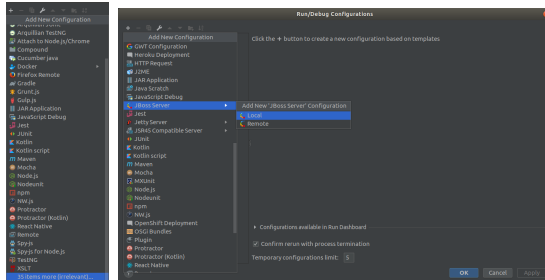 Add New Configuration
Arquillian JUnit
Arquillian TestNG
Attach to Node.js/Chrome
Compound
Cucumber java
Docker
Firefox Remote
Gradle
Grunt.js
Gulp.js
JAR Application
JavaScript Debug
Jest
JUnit
Kotlin
Kotlin script
Maven
Mocha
Node.js
Nodeunit
npm
NW.js
Protractor
Protractor (Kotlin)
React Native
Remote
Spy-js
Spy-js for Node.js
TestNG
XSLT
35 items more (irrelevant)...
Run/Debug Configurations
Add New Configuration
GWT Configuration
Heroku Deployment
HTTP Request
J2ME
JAR Application
Java Scratch
JavaScript Debug
JBoss Server
Jest
Jetty Server
JSR45 Compatible Server
JUnit
Kotlin
Kotlin script
Maven
Mocha
MXUnit
Node.js
Nodeunit
npm
NW.js
OpenShift Deployment
OSGi Bundles
Plugin
Protractor
Protractor (Kotlin)
React Native
Click the + button to create a new configuration based on templates
Add New 'JBoss Server' Configuration
Local
Remote
Configurations available in Run Dashboard
Confirm rerun with process termination
Temporary configurations limit: 5
OK
Cancel
Apply